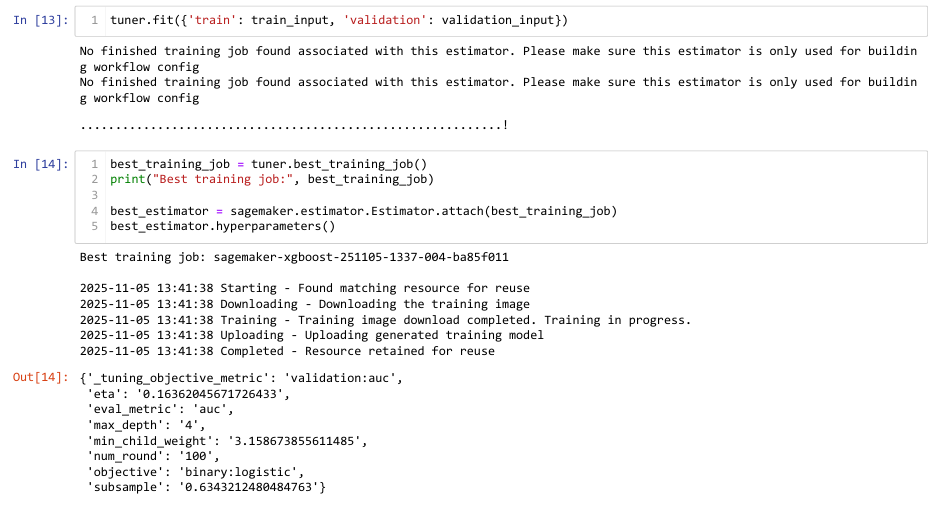 In [13]: 1 tuner.fit({'train': train_input, 'validation': validation_input})
No finished training job found associated with this estimator. Please make sure this estimator is only used for buildin
g workflow config
No finished training job found associated with this estimator. Please make sure this estimator is only used for buildin
g workflow config
............................................................!
In [14]: 1 best_training_job = tuner.best_training_job()
2 print("Best training job:", best_training_job)
3
4 best_estimator = sagemaker.estimator.Estimator.attach(best_training_job)
5 best_estimator.hyperparameters()
Best training job: sagemaker-xgboost-251105-1337-004-ba85f011
2025-11-05 13:41:38 Starting - Found matching resource for reuse
2025-11-05 13:41:38 Downloading - Downloading the training image
2025-11-05 13:41:38 Training - Training image download completed. Training in progress.
2025-11-05 13:41:38 Uploading - Uploading generated training model
2025-11-05 13:41:38 Completed - Resource retained for reuse
Out[14]: {'_tuning_objective_metric': 'validation:auc',
'eta': '0.16362045671726433',
'eval_metric': 'auc',
'max_depth': '4',
'min_child_weight': '3.158673855611485',
'num_round': '100',
'objective': 'binary:logistic',
'subsample': '0.6343212480484763'}